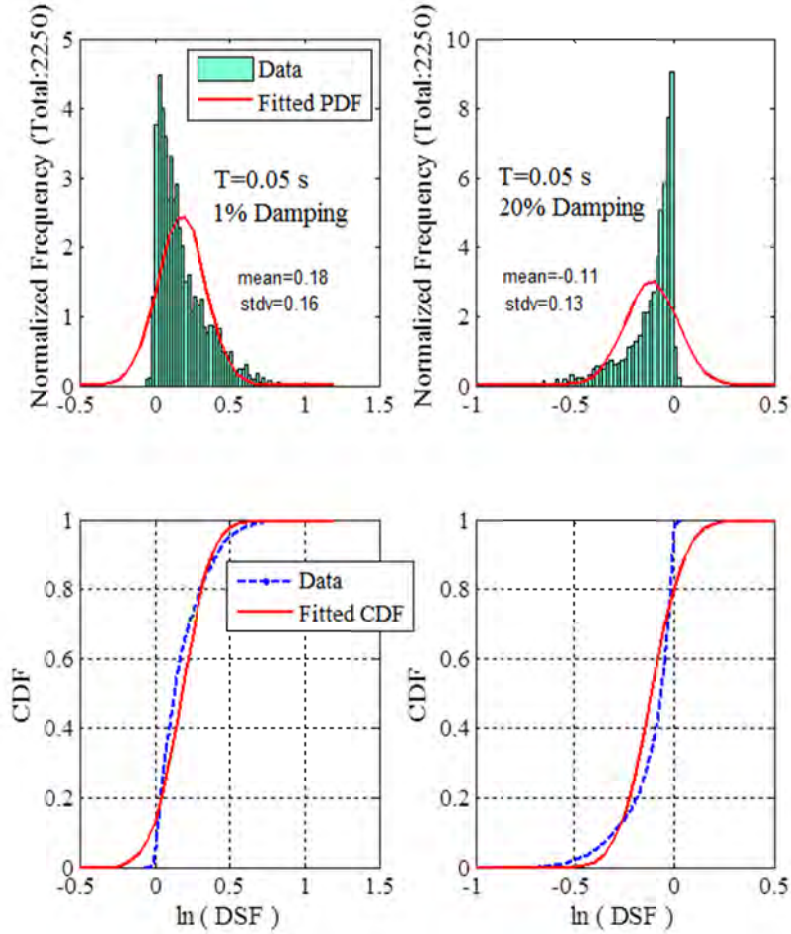 Normalized Frequency (Total:2250)
5
4
3
2
1
0
-0.5
0
0.5
1
1.5
Data
Fitted PDF
T=0.05 s
1% Damping
mean=0.18
stdv=0.16
Normalized Frequency (Total:2250)
10
8
6
4
2
0
-1
-0.5
0
0.5
T=0.05 s
20% Damping
mean=-0.11
stdv=0.13
CDF
1
0.8
0.6
0.4
0.2
0
-0.5
0
0.5
1
1.5
ln ( DSF )
Data
Fitted CDF
CDF
1
0.8
0.6
0.4
0.2
0
-1
-0.5
0
0.5
ln ( DSF )